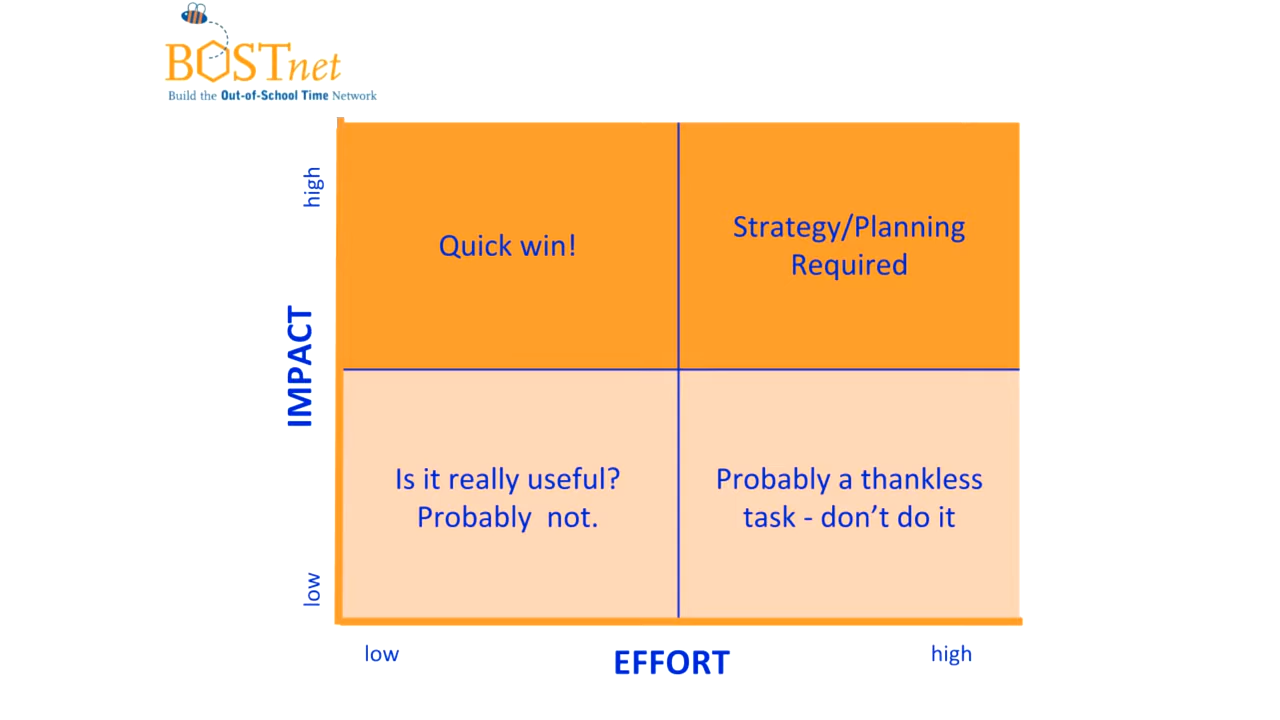 BOSTnet
Build the Out-of-School Time Network
high
Quick win!
Strategy/Planning
Required
IMPACT
Is it really useful?
Probably  not.
Probably a thankless
task - don’t do it
low
low
EFFORT
high